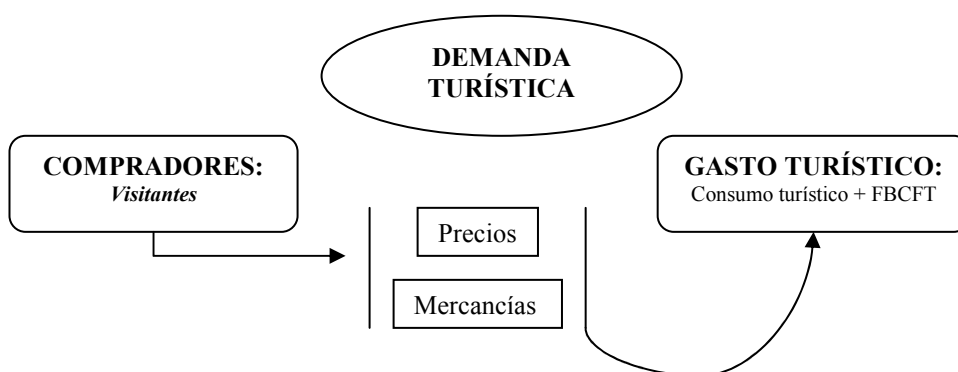 DEMANDA
TURÍSTICA
COMPRADORES:
Visitantes
GASTO TURÍSTICO:
Consumo turístico + FBCFT
Precios
Mercancías